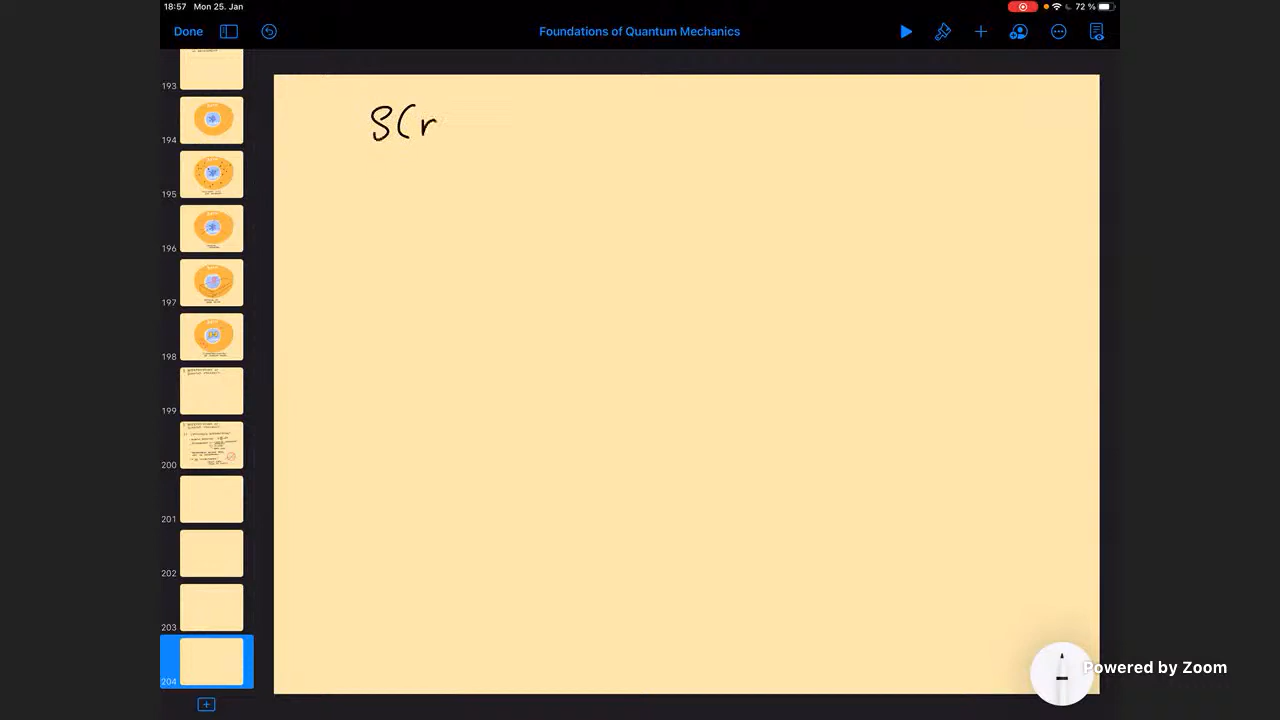 18:57 Mon 25. Jan
72 %
Done
Foundations of Quantum Mechanics
S(r
193
194
195
196
197
198
199
200
201
202
203
204
Powered by Zoom